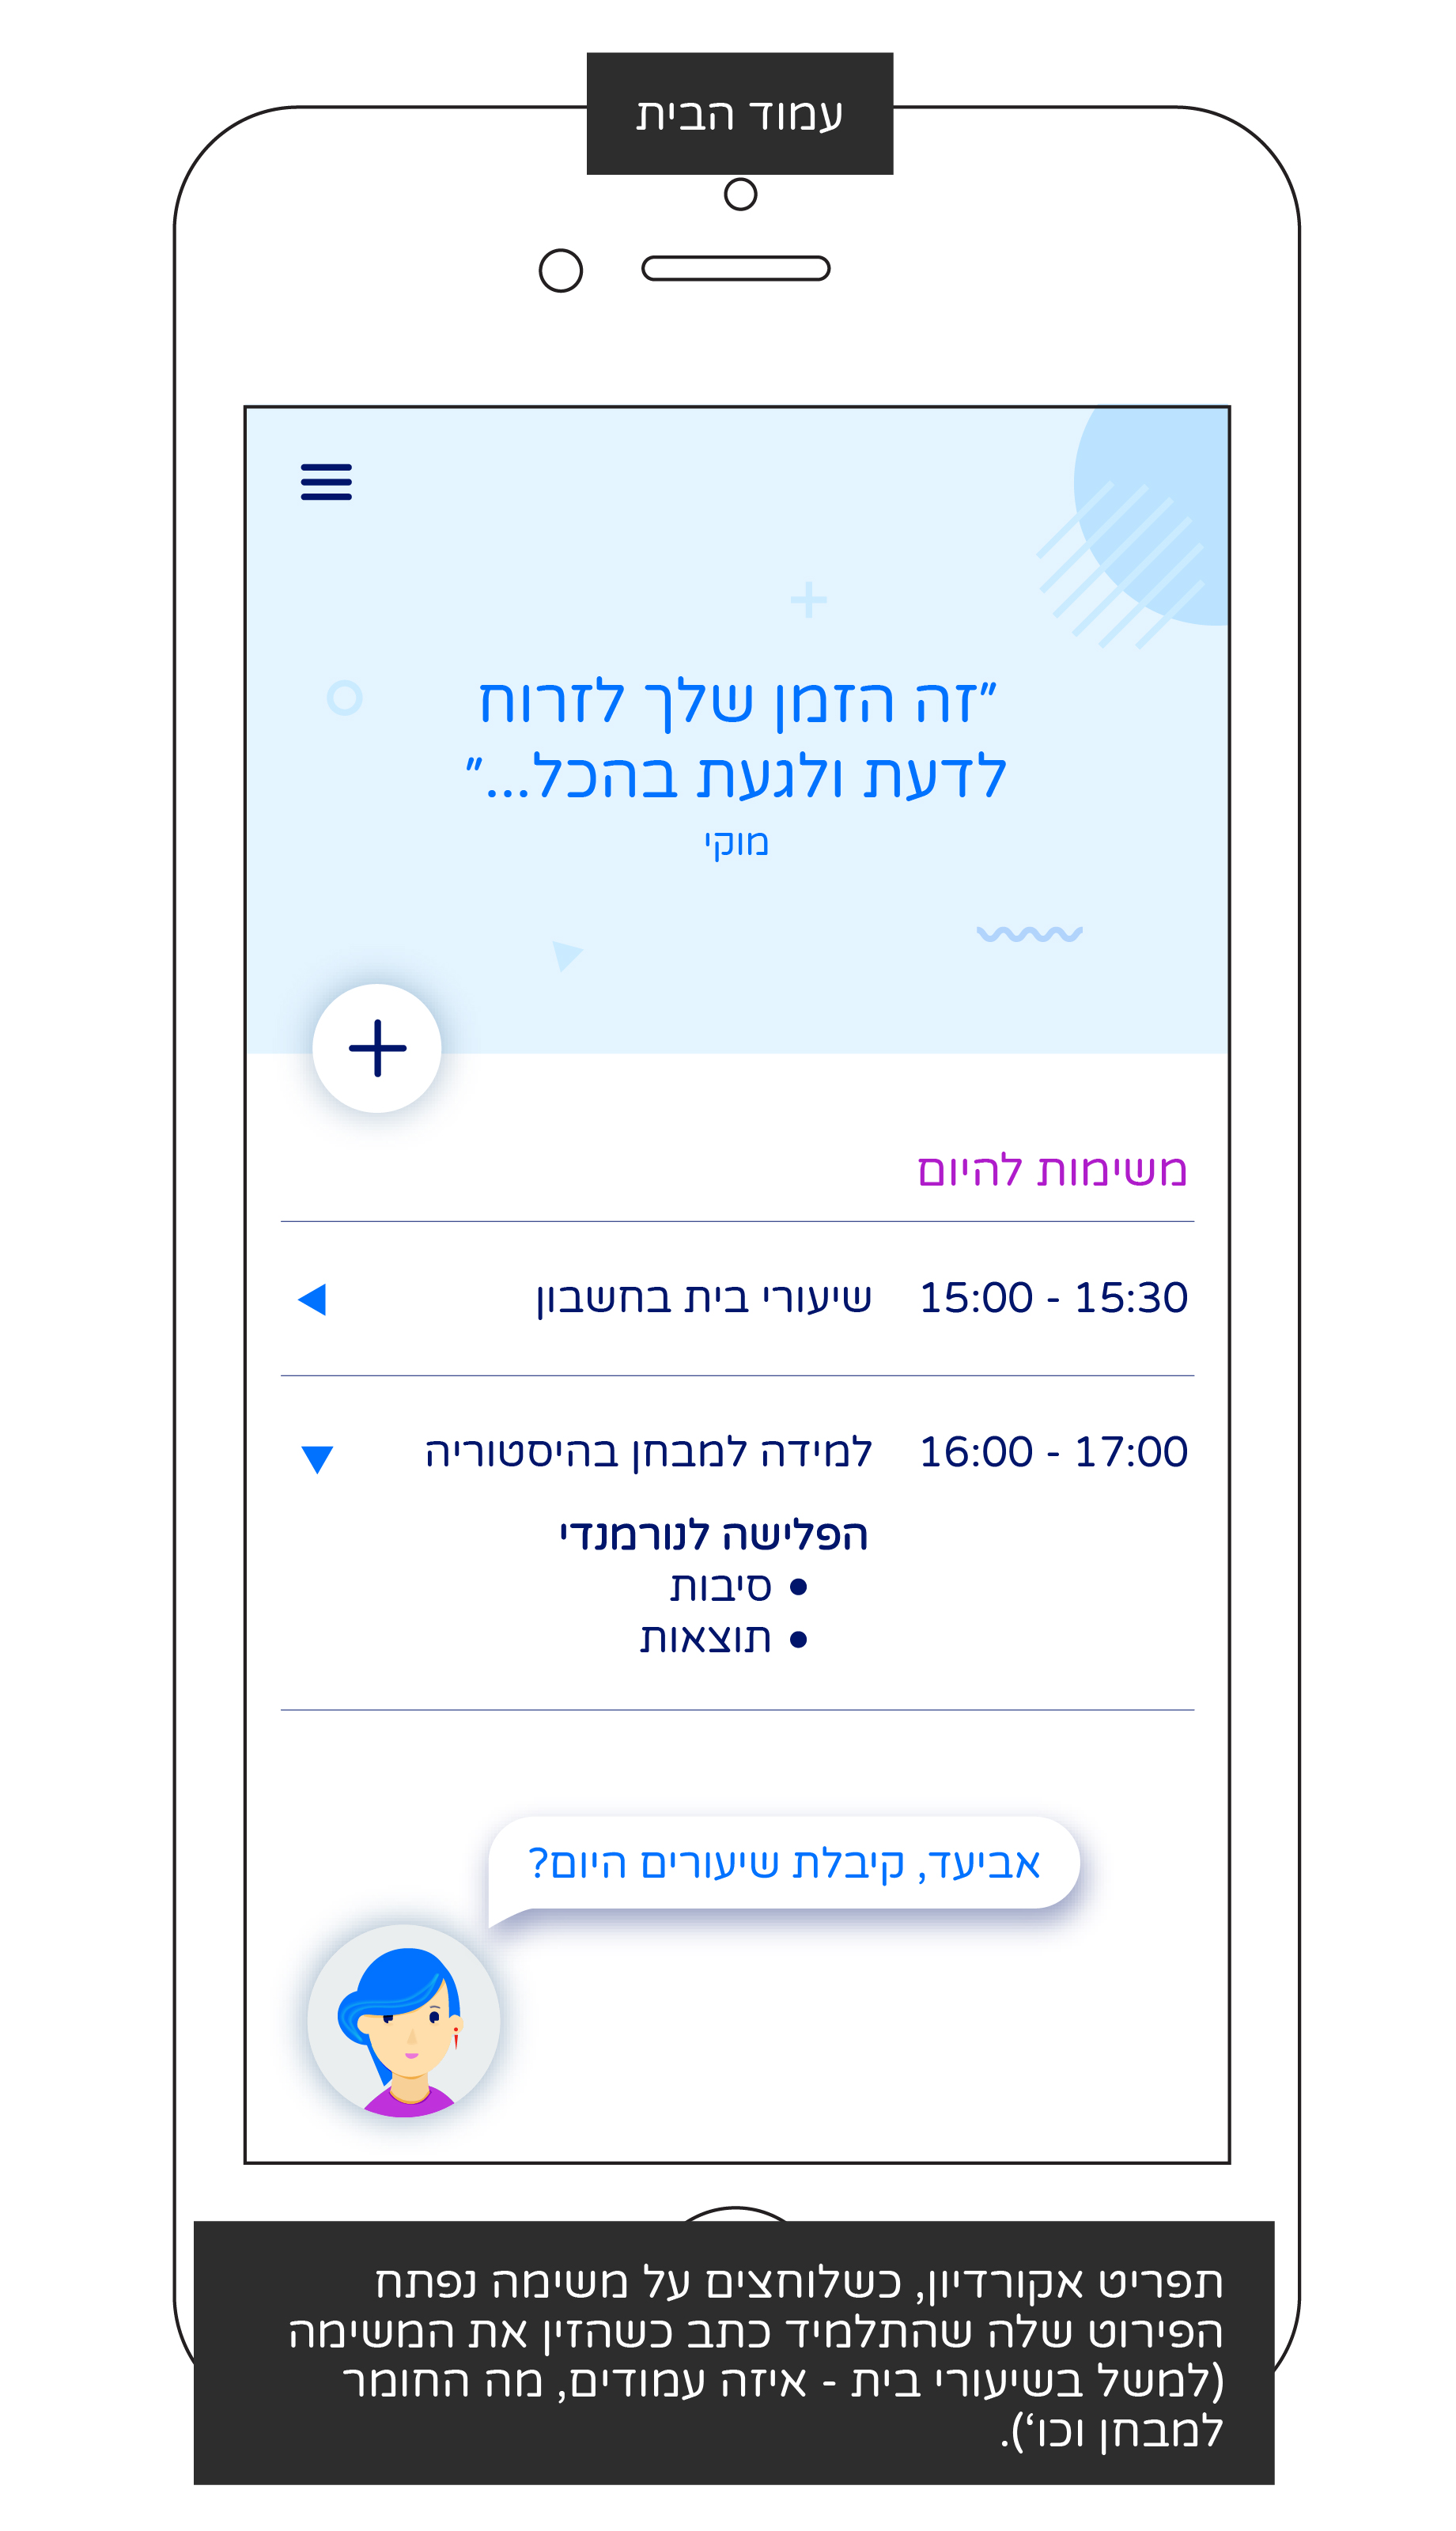 עמוד הבית
״זה הזמן שלך לזרוח
לדעת ולגעת בהכל...״
מוקי
משימות להיום
15:00 - 15:30 שיעורי בית בחשבון
16:00 - 17:00 למידה למבחן בהיסטוריה
הפלישה לנורמנדי
• סיבות
• תוצאות
אביעד, קיבלת שיעורים היום?
תפריט אקורדיון, כשלוחצים על משימה נפתח
הפירוט שלה שהתלמיד כתב כשהזין את המשימה
(למשל בשיעורי בית - איזה עמודים, מה החומר
למבחן וכו‘).